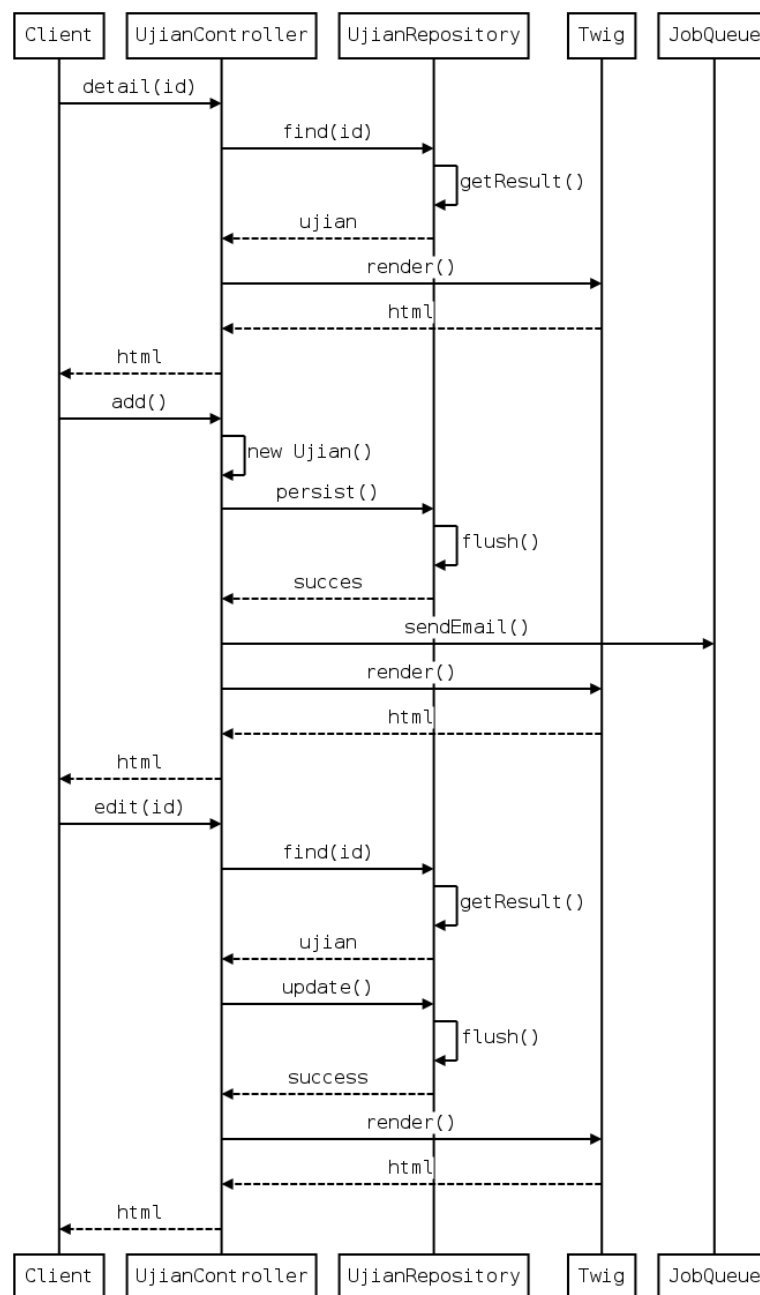 Client UjianController UjianRepository Twig JobQueue
detail(id)
find(id)
getResult()
ujian
render()
html
html
add()
new Ujian()
persist()
flush()
succes
sendEmail()
render()
html
html
edit(id)
find(id)
getResult()
ujian
update()
flush()
success
render()
html
html
Client UjianController UjianRepository Twig JobQueue